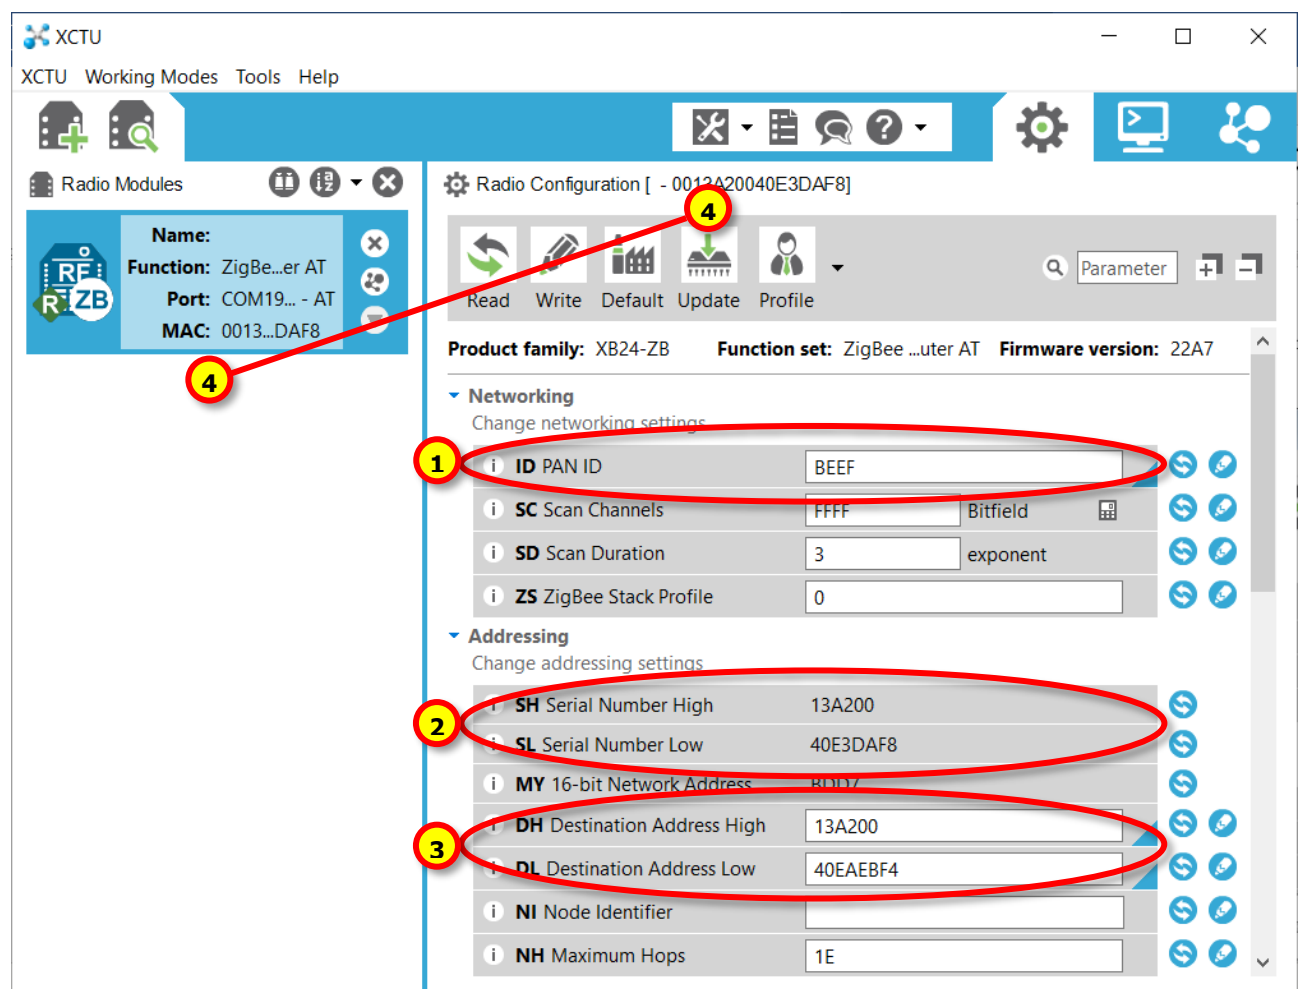 XCTU
XCTU Working Modes Tools Help
Radio Modules
Radio Configuration [ - 0013A20040E3DAF8]
4
Name:
Function: ZigBe...er AT
Port: COM19... - AT
MAC: 0013...DAF8
RE
R ZB
4
Read Write Default Update Profile
Parameter
Product family: XB24-ZB Function set: ZigBee ...uter AT Firmware version: 22A7
Networking
Change networking settings
1
i ID PAN ID BEEF
i SC Scan Channels FFFF Bitfield
i SD Scan Duration 3 exponent
i ZS ZigBee Stack Profile 0
Addressing
Change addressing settings
2
i SH Serial Number High 13A200
i SL Serial Number Low 40E3DAF8
i MY 16-bit Network Address BDD7
3
i DH Destination Address High 13A200
i DL Destination Address Low 40EAEBF4
i NI Node Identifier
i NH Maximum Hops 1E